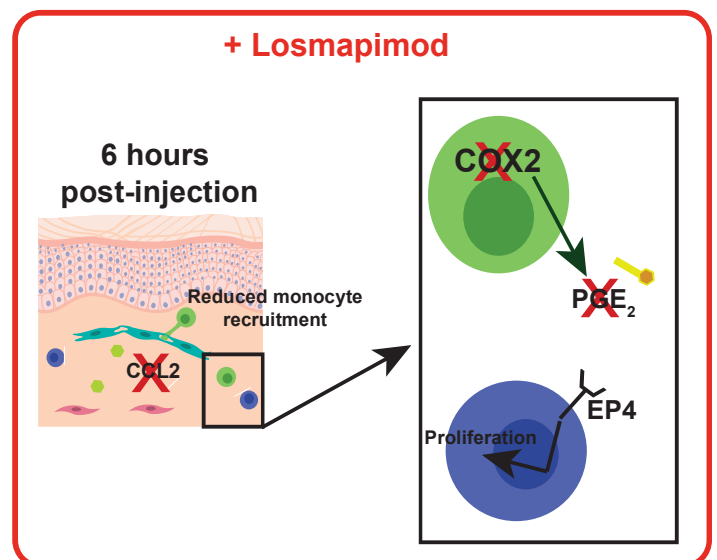 + Losmapimod
6 hours
post-injection
Reduced monocyte
recruitment
CCL2
COX2
PGE₂
EP4
Proliferation